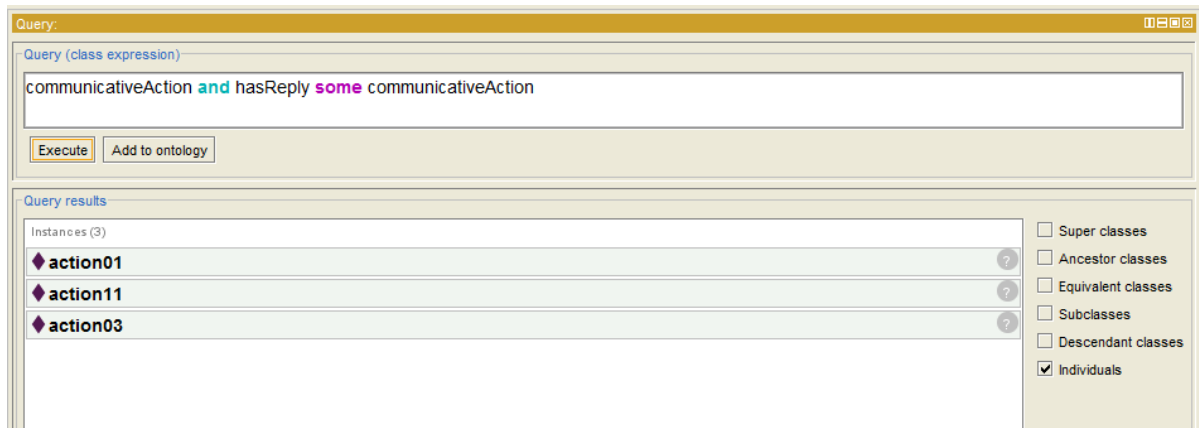 Query:
Query (class expression)
communicativeAction and hasReply some communicativeAction
Execute
Add to ontology
Query results
Instances (3)
action01
?
action11
?
action03
?
Super classes
Ancestor classes
Equivalent classes
Subclasses
Descendant classes
Individuals